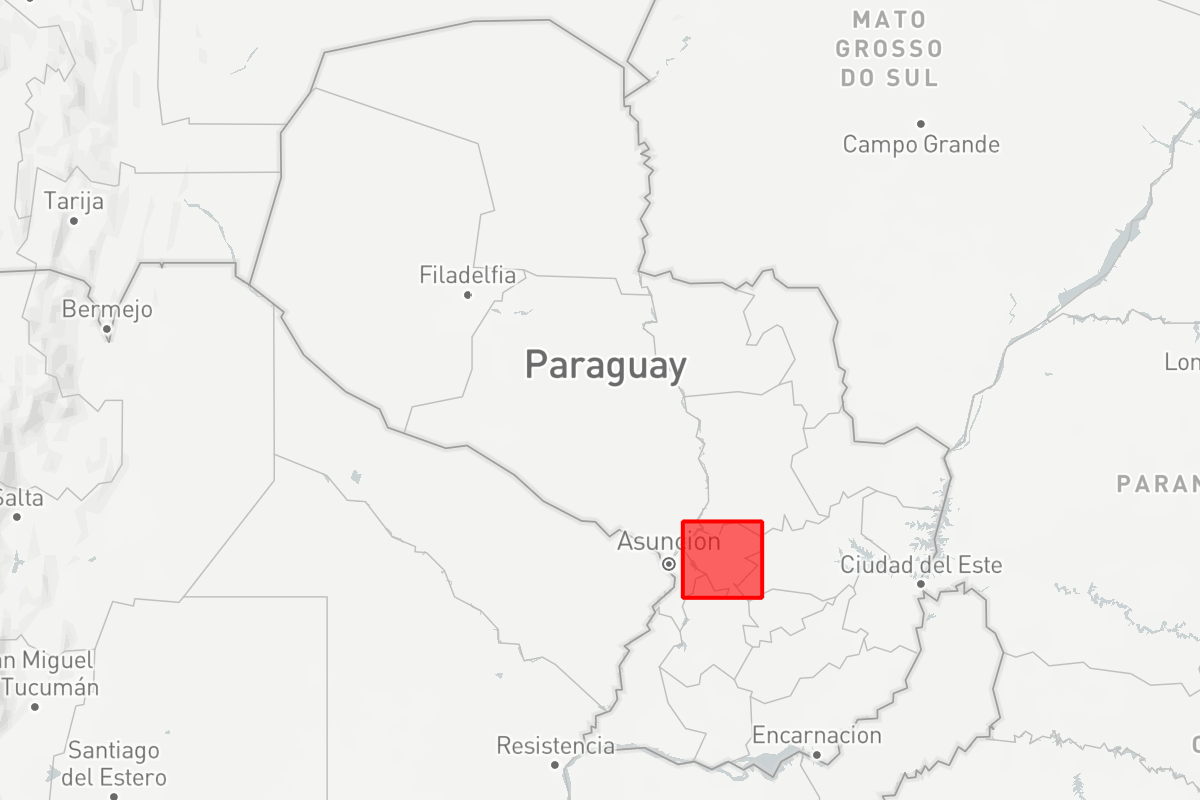 MATO
GROSSO
DO SUL
Campo Grande
Tarija
Filadelfia
Bermejo
Paraguay
Lon
PARAN
Salta
Asuncion
Ciudad del Este
an Miguel
Tucumán
Encarnacion
Resistencia
Santiago
del Estero